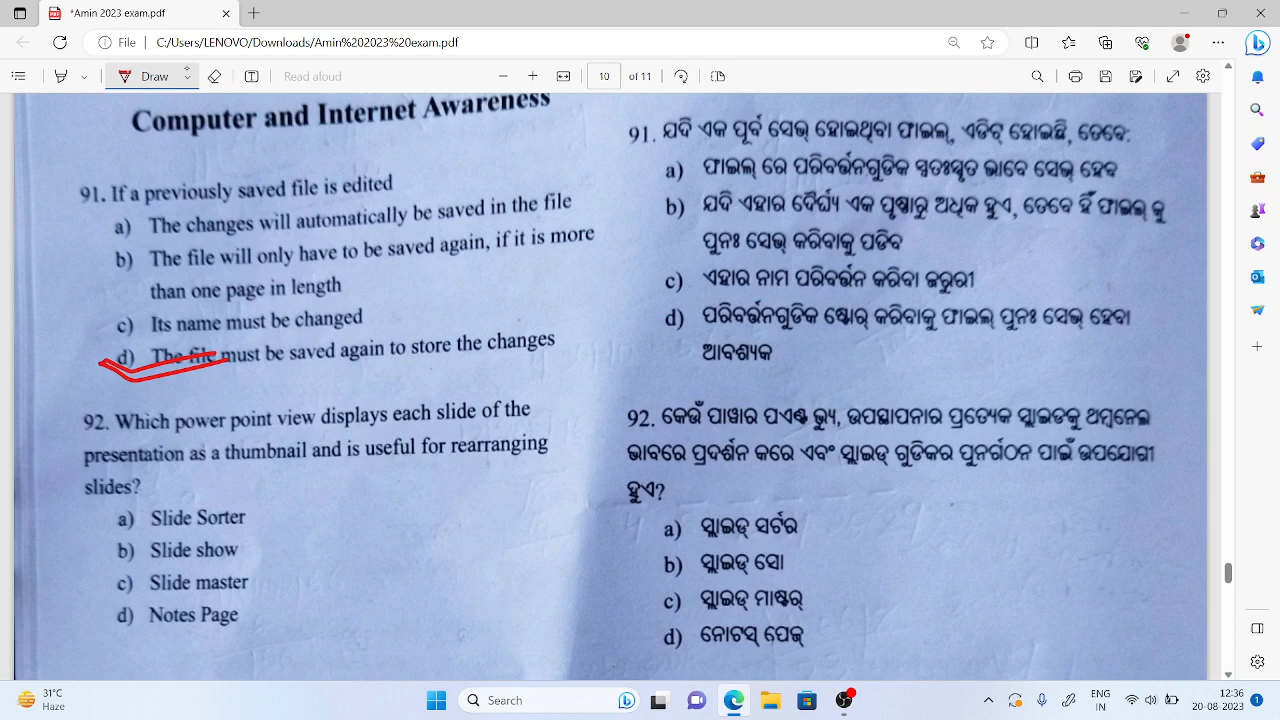 *Amin 2023 exam.pdf
File
C:/Users/LENOVO/Downloads/Amin%202023%20exam.pdf
Draw
Read aloud
10
of 11
Computer and Internet Awareness
91. If a previously saved file is edited
a) The changes will automatically be saved in the file
b) The file will only have to be saved again, if it is more
than one page in length
c) Its name must be changed
d) The file must be saved again to store the changes
92. Which power point view displays each slide of the
presentation as a thumbnail and is useful for rearranging
slides?
a) Slide Sorter
b) Slide show
c) Slide master
d) Notes Page
91. ଯଦି ଏକ ପୂର୍ବ ସେଭ୍ ହୋଇଥିବା ଫାଇଲ୍, ଏଡିଟ୍ ହୋଇଛି, ତେବେ:
a) ଫାଇଲ୍ ରେ ପରିବର୍ତ୍ତନଗୁଡିକ ସ୍ୱତଃସ୍ପୃତ ଭାବେ ସେଭ୍ ହେବ
b) ଯଦି ଏହାର ଦୈର୍ଘ୍ୟ ଏକ ପୃଷ୍ଠାରୁ ଅଧିକ ହୁଏ, ତେବେ ହିଁ ଫାଇଲ୍ କୁ
ପୁନଃ ସେଭ୍ କରିବାକୁ ପଡିବ
c) ଏହାର ନାମ ପରିବର୍ତ୍ତନ କରିବା ଜରୁରୀ
d) ପରିବର୍ତ୍ତନଗୁଡିକ ଷ୍ଟୋର୍ କରିବାକୁ ଫାଇଲ୍ ପୁନଃ ସେଭ୍ ହେବା
ଆବଶ୍ୟକ
92. କେଉଁ ପାୱାର ପଏଣ୍ଟ ଭ୍ୟୁ, ଉପସ୍ଥାପନାର ପ୍ରତ୍ୟେକ ସ୍ଲାଇଡକୁ ଥମ୍ବନେଲ
ଭାବରେ ପ୍ରଦର୍ଶନ କରେ ଏବଂ ସ୍ଲାଇଡ୍ ଗୁଡିକର ପୁନର୍ଗଠନ ପାଇଁ ଉପଯୋଗୀ
ହୁଏ?
a) ସ୍ଲାଇଡ୍ ସର୍ଟର
b) ସ୍ଲାଇଡ୍ ସୋ
c) ସ୍ଲାଇଡ୍ ମାଷ୍ଟର୍
d) ନୋଟସ୍ ପେଜ୍
31°C
Haze
Search
ENG
IN
12:36
20-08-2023
1